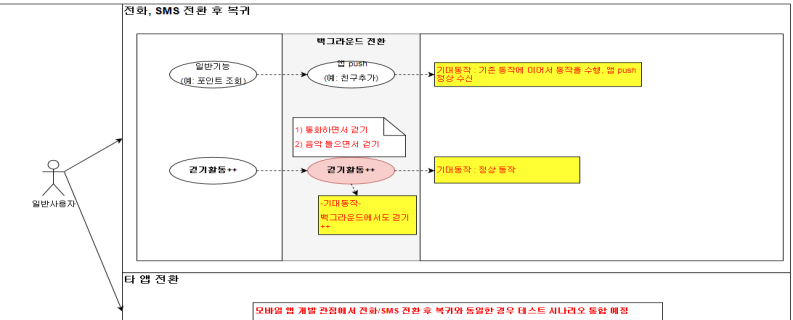 전화, SMS 전환 후 복귀
백그라운드 전환
일반기능
(예: 포인트 조회)
앱 push
(예: 친구추가)
기대동작 : 기존 동작에 이어서 동작을 수행, 앱 push
정상 수신
1) 통화하면서 걷기
2) 음악 들으면서 걷기
걷기활동++
걷기활동++
기대동작 : 정상 동작
일반사용자
-기대동작-
백그라운드에서도 걷기
++
타 앱 전환
모바일 앱 개발 관점에서 전화/SMS 전환 후 복귀와 동일한 경우 테스트 시나리오 통합 예정